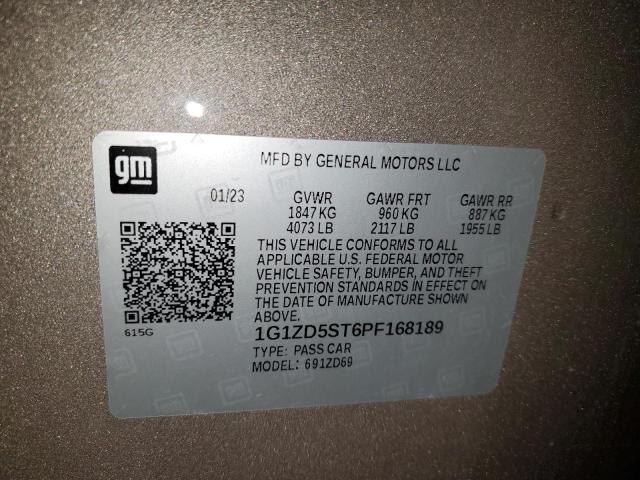 gm
MFD BY GENERAL MOTORS LLC
01/23 GVWR GAWR FRT GAWR RR
1847 KG 960 KG 887 KG
4073 LB 2117 LB 1955 LB
THIS VEHICLE CONFORMS TO ALL
APPLICABLE U.S. FEDERAL MOTOR
VEHICLE SAFETY, BUMPER, AND THEFT
PREVENTION STANDARDS IN EFFECT ON
THE DATE OF MANUFACTURE SHOWN
ABOVE.
615G
1G1ZD5ST6PF168189
TYPE: PASS CAR
MODEL: 691ZD69